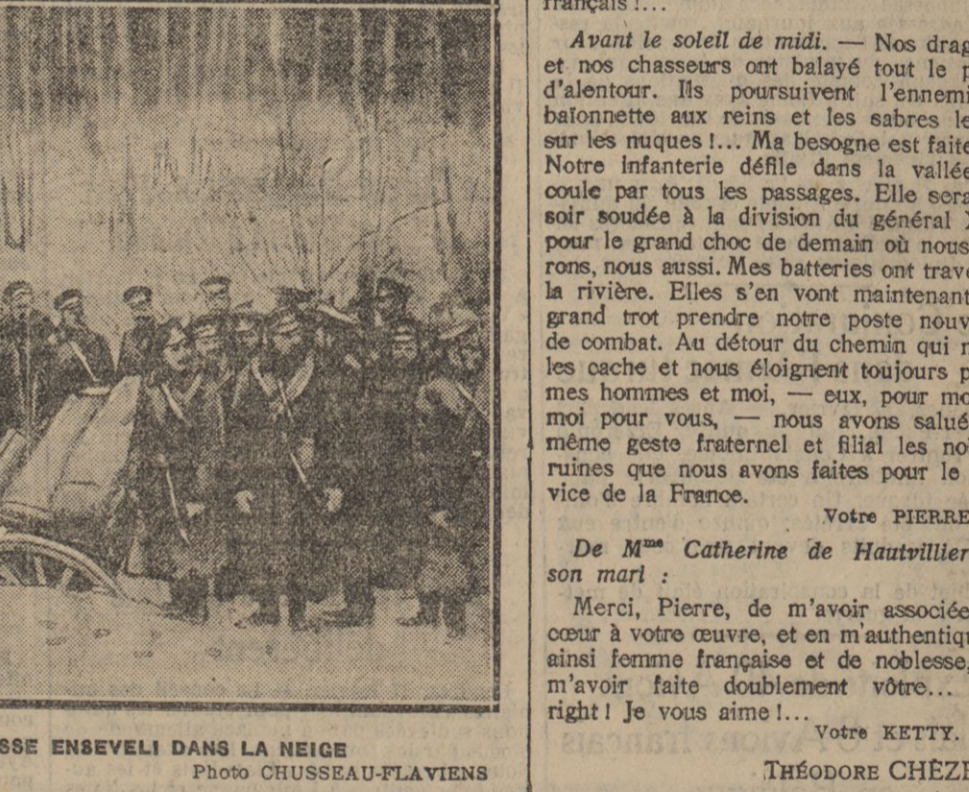 SSE ENSEVELI DANS LA NEIGE
Photo CHUSSEAU-FLAVIENS
français !...
Avant le soleil de midi. — Nos drag
et nos chasseurs ont balayé tout le p
d'alentour. Ils poursuivent l'ennemi
baïonnette aux reins et les sabres le
sur les nuques !... Ma besogne est faite
Notre infanterie défile dans la vallée
coule par tous les passages. Elle sera
soir soudée à la division du général
pour le grand choc de demain où nous
rons, nous aussi. Mes batteries ont trave
la rivière. Elles s'en vont maintenant
grand trot prendre notre poste nouv
de combat. Au détour du chemin qui
les cache et nous éloignent toujours p
mes hommes et moi, — eux, pour mo
moi pour vous, — nous avons salué
même geste fraternel et filial les no
ruines que nous avons faites pour le
vice de la France.
Votre PIERRE
De Mme Catherine de Hautvillier
son mari :
Merci, Pierre, de m'avoir associée
cœur à votre œuvre, et en m'authentiq
ainsi femme française et de noblesse,
m'avoir faite doublement vôtre...
right ! Je vous aime !...
Votre KETTY.
THÉODORE CHÈZE